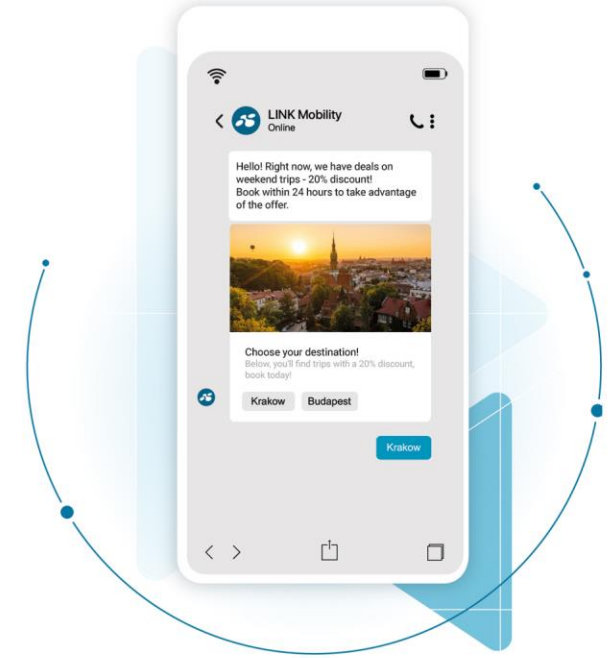 LINK Mobility
Online
Hello! Right now, we have deals on
weekend trips - 20% discount!
Book within 24 hours to take advantage
of the offer.
Choose your destination!
Below, you'll find trips with a 20% discount,
book today!
Krakow Budapest
Krakow